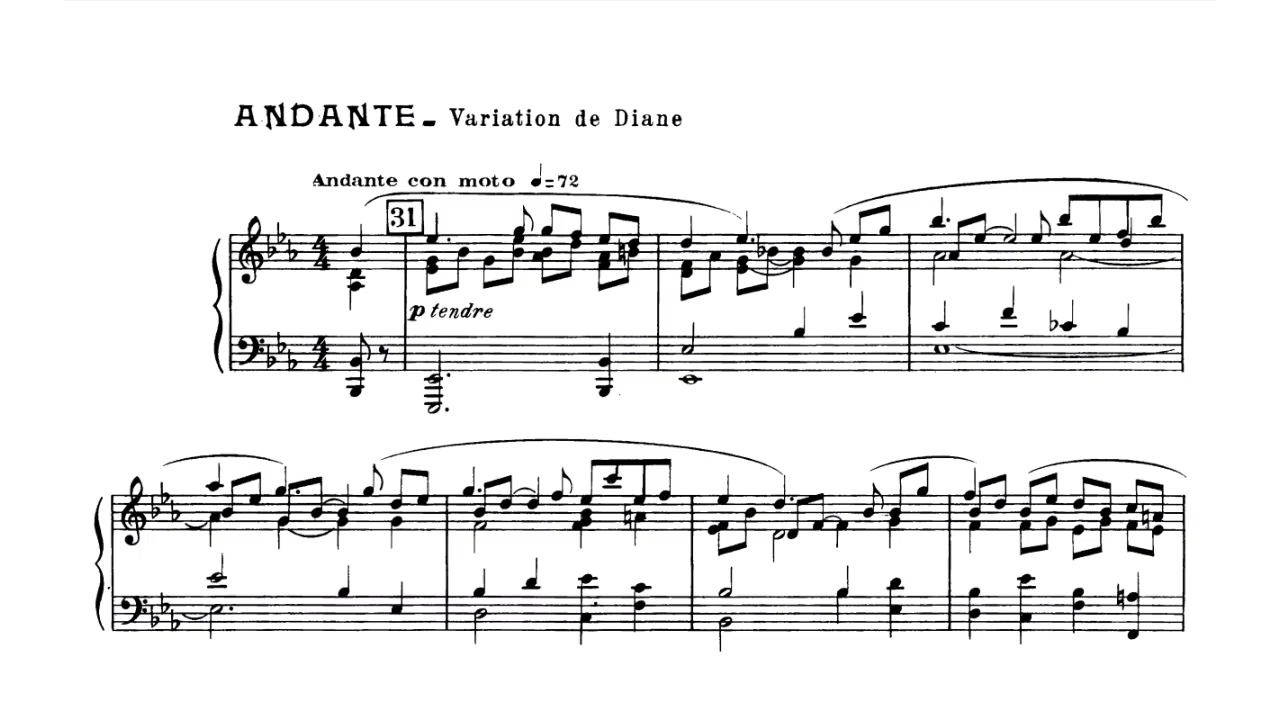 ANDANTE - Variation de Diane
Andante con moto ♩=72
31
p tendre